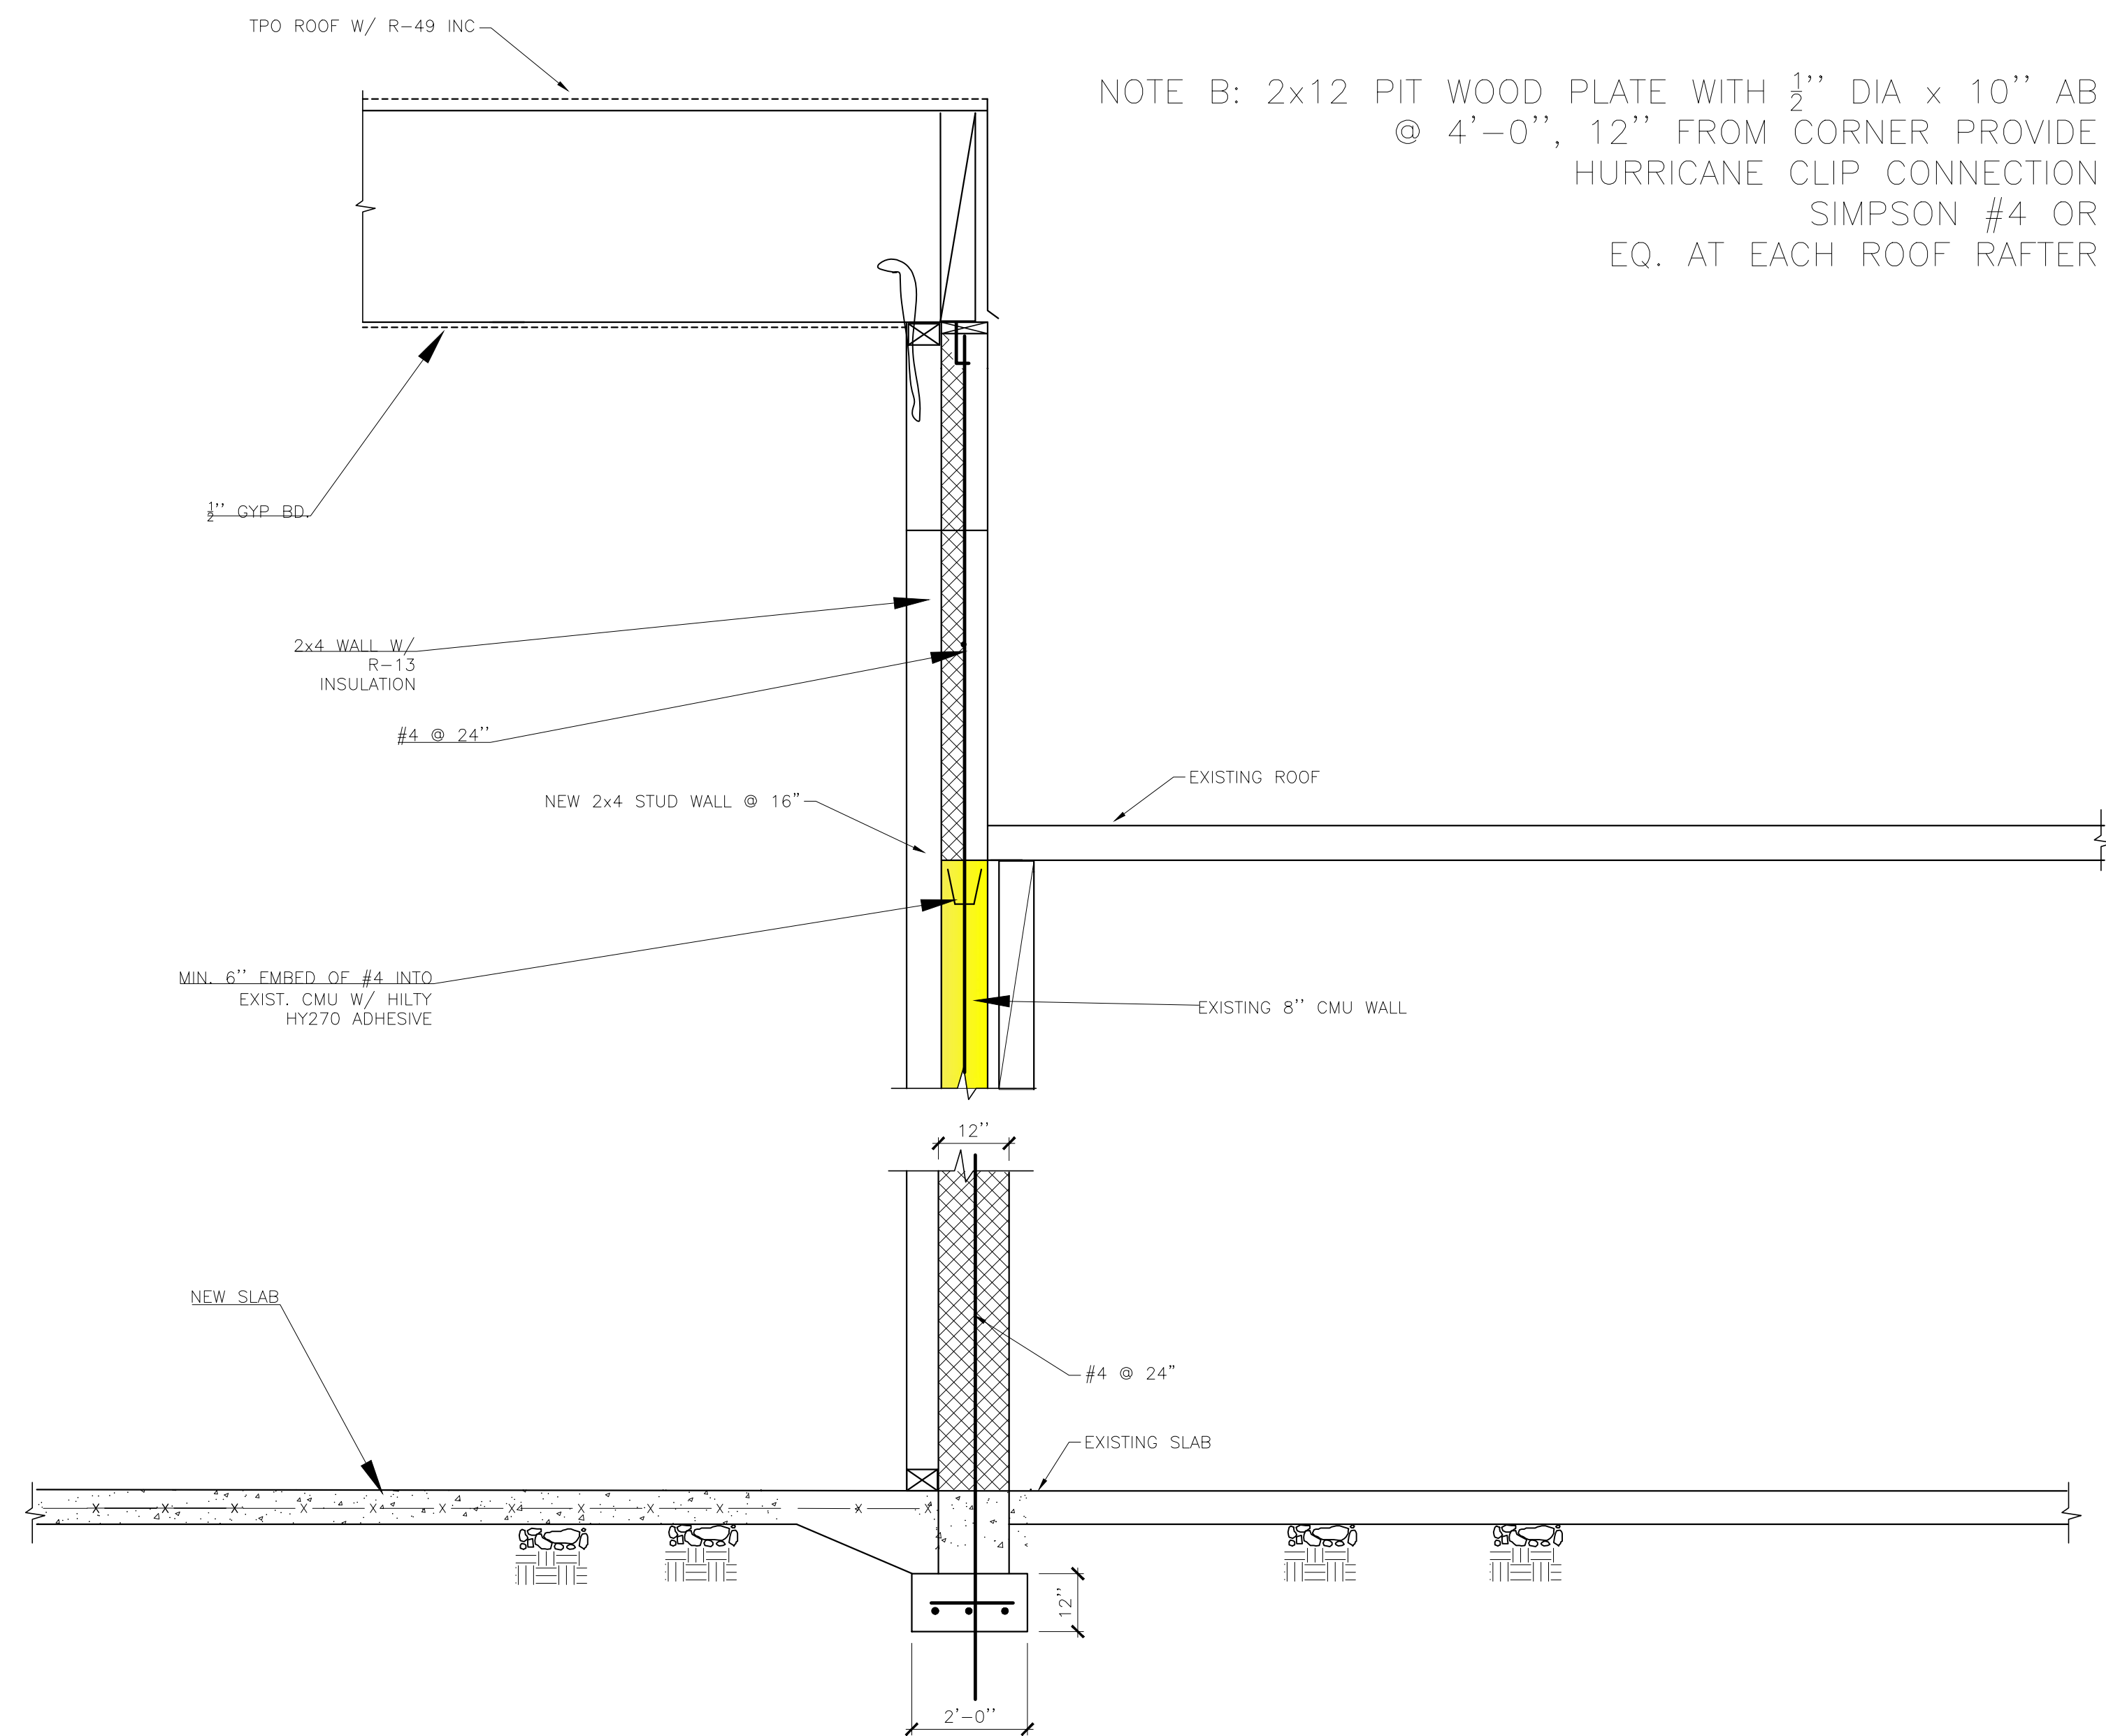 TPO ROOF W/ R-49 INC
NOTE B: 2x12 PIT WOOD PLATE WITH 1/2'' DIA x 10'' AB
@ 4'-0'', 12'' FROM CORNER PROVIDE
HURRICANE CLIP CONNECTION
SIMPSON #4 OR
EQ. AT EACH ROOF RAFTER
1/2'' GYP BD.
2x4 WALL W/
R-13
INSULATION
#4 @ 24''
NEW 2x4 STUD WALL @ 16"
EXISTING ROOF
MIN. 6'' EMBED OF #4 INTO
EXIST. CMU W/ HILTY
HY270 ADHESIVE
EXISTING 8'' CMU WALL
12''
NEW SLAB
#4 @ 24"
EXISTING SLAB
12''
2'-0''